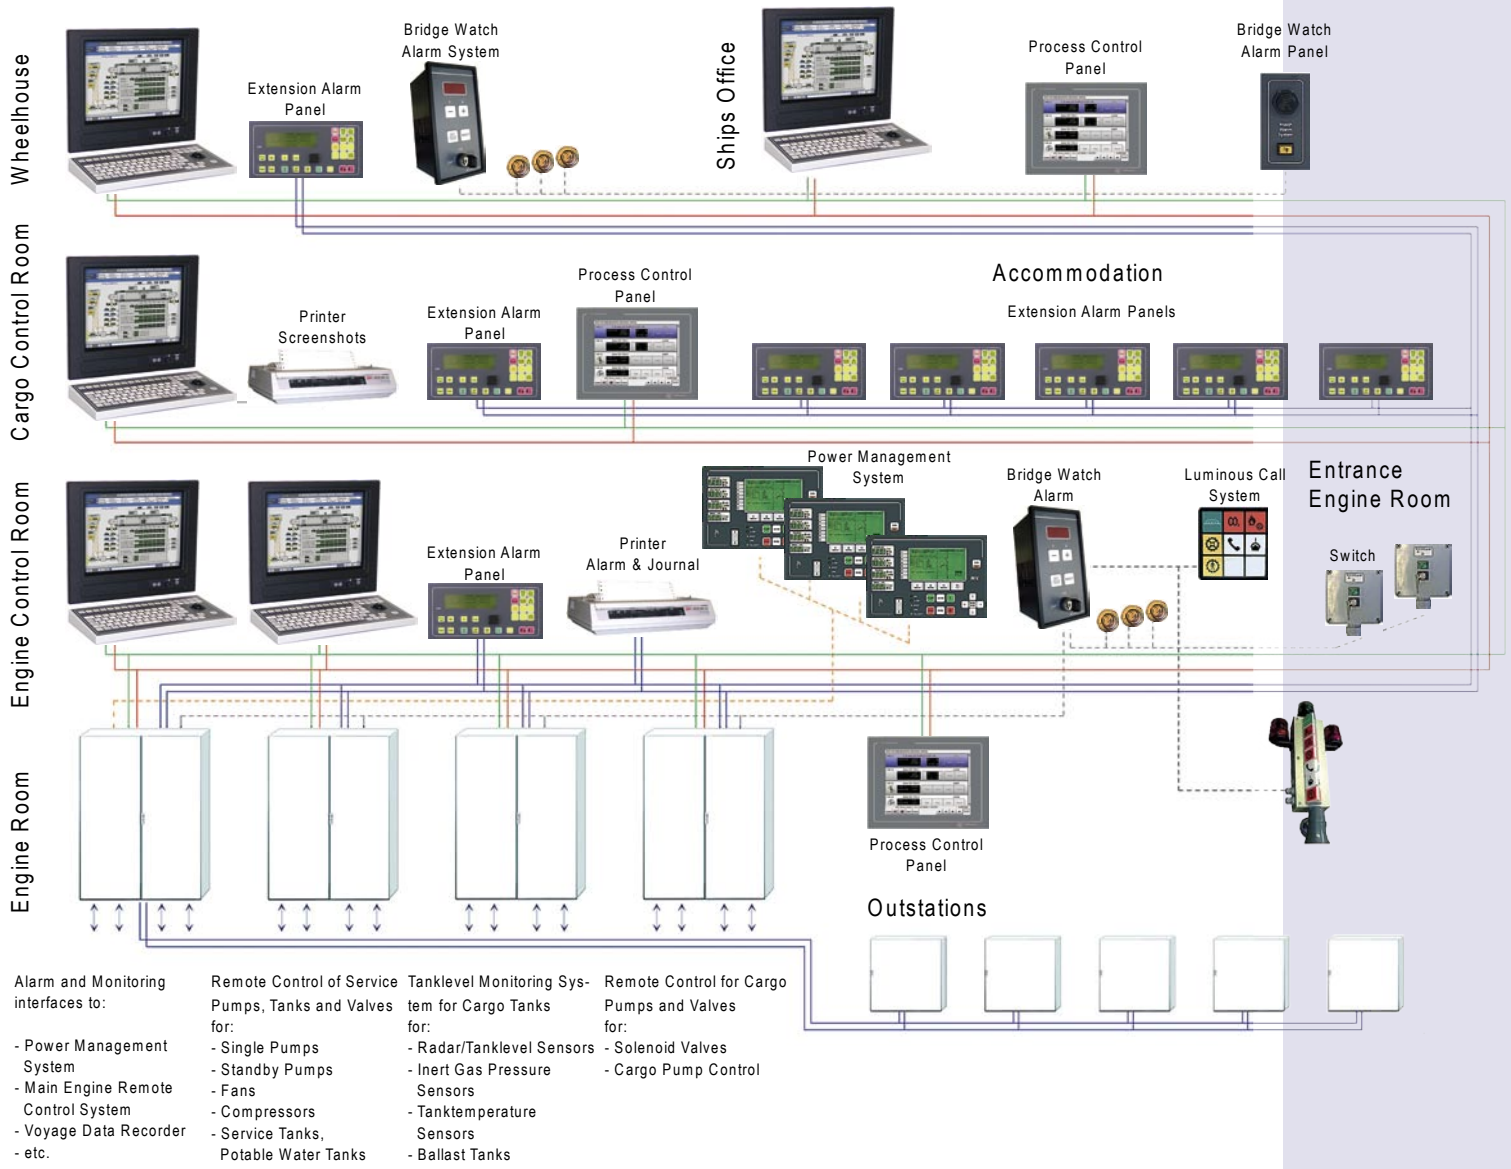 Wheelhouse
Extension Alarm
Panel
Bridge Watch
Alarm System
Ships Office
Process Control
Panel
Bridge Watch
Alarm Panel
Cargo Control Room
Printer
Screenshots
Extension Alarm
Panel
Process Control
Panel
Accommodation
Extension Alarm Panels
Engine Control Room
Extension Alarm
Panel
Printer
Alarm & Journal
Power Management
System
Bridge Watch
Alarm
Luminous Call
System
CO₂
Entrance
Engine Room
Switch
Engine Room
Process Control
Panel
Outstations
Alarm and Monitoring
interfaces to:
- Power Management
System
- Main Engine Remote
Control System
- Voyage Data Recorder
- etc.
Remote Control of Service
Pumps, Tanks and Valves
for:
- Single Pumps
- Standby Pumps
- Fans
- Compressors
- Service Tanks,
Potable Water Tanks
Tanklevel Monitoring Sys-
tem for Cargo Tanks
for:
- Radar/Tanklevel Sensors
- Inert Gas Pressure
Sensors
- Tanktemperature
Sensors
- Ballast Tanks
Remote Control for Cargo
Pumps and Valves
for:
- Solenoid Valves
- Cargo Pump Control